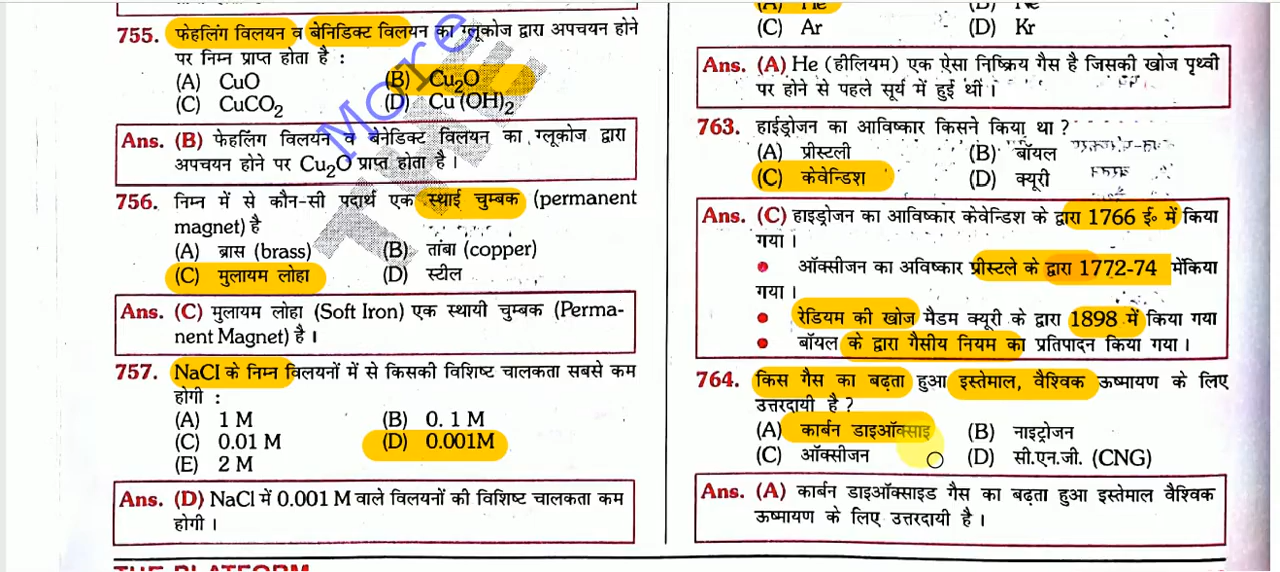 755. फेहलिंग विलयन व बेनिडिक्ट विलयन का ग्लूकोज द्वारा अपचयन होने
पर निम्न प्राप्त होता है :
(A) CuO (B) Cu₂O
(C) CuCO₂ (D) Cu (OH)₂
Ans. (B) फेहलिंग विलयन व बेनेडिक्ट विलयन का ग्लूकोज द्वारा
अपचयन होने पर Cu₂O प्राप्त होता है।
756. निम्न में से कौन-सी पदार्थ एक स्थाई चुम्बक (permanent
magnet) है
(A) ब्रास (brass) (B) तांबा (copper)
(C) मुलायम लोहा (D) स्टील
Ans. (C) मुलायम लोहा (Soft Iron) एक स्थायी चुम्बक (Perma-
nent Magnet) है।
757. NaCl के निम्न विलयनों में से किसकी विशिष्ट चालकता सबसे कम
होगी :
(A) 1 M (B) 0. 1 M
(C) 0.01 M (D) 0.001M
(E) 2 M
Ans. (D) NaCl में 0.001 M वाले विलयनों की विशिष्ट चालकता कम
होगी।
THE PLATFORM
More
(A) He (B) Ne
(C) Ar (D) Kr
Ans. (A) He (हीलियम) एक ऐसा निष्क्रिय गैस है जिसकी खोज पृथ्वी
पर होने से पहले सूर्य में हुई थीं।
763. हाईड्रोजन का आविष्कार किसने किया था ?
(A) प्रीस्टली (B) बॉयल
(C) केवेन्डिश (D) क्यूरी
Ans. (C) हाइड्रोजन का आविष्कार केवेन्डिश के द्वारा 1766 ई॰ में किया
गया।
• ऑक्सीजन का अविष्कार प्रीस्टले के द्वारा 1772-74 मेंकिया
गया।
• रेडियम की खोज मैडम क्यूरी के द्वारा 1898 में किया गया
• बॉयल के द्वारा गैसीय नियम का प्रतिपादन किया गया।
764. किस गैस का बढ़ता हुआ इस्तेमाल, वैश्विक ऊष्मायण के लिए
उत्तरदायी है ?
(A) कार्बन डाइऑक्साइ (B) नाइट्रोजन
(C) ऑक्सीजन (D) सी.एन.जी. (CNG)
Ans. (A) कार्बन डाइऑक्साइड गैस का बढ़ता हुआ इस्तेमाल वैश्विक
ऊष्मायण के लिए उत्तरदायी है।